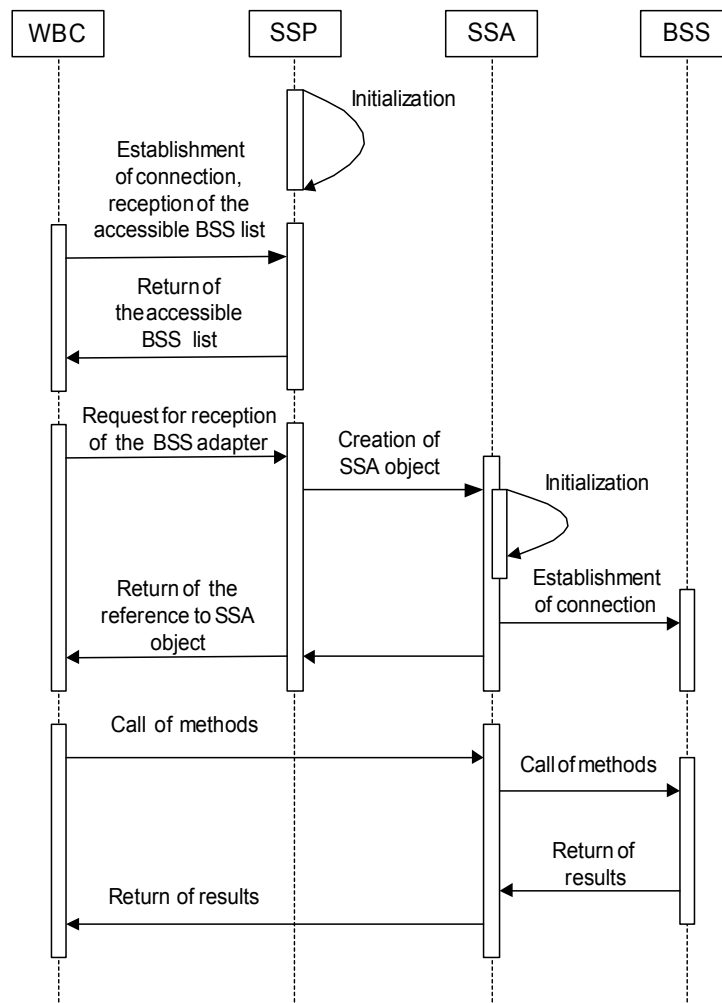 WBC
SSP
SSA
BSS
Initialization
Establishment
of connection,
reception of the
accessible BSS list
Return of
the accessible
BSS list
Request for reception
of the BSS adapter
Creation of
SSA object
Initialization
Return of the
reference to SSA
object
Establishment
of connection
Call of methods
Call of methods
Return of
results
Return of results